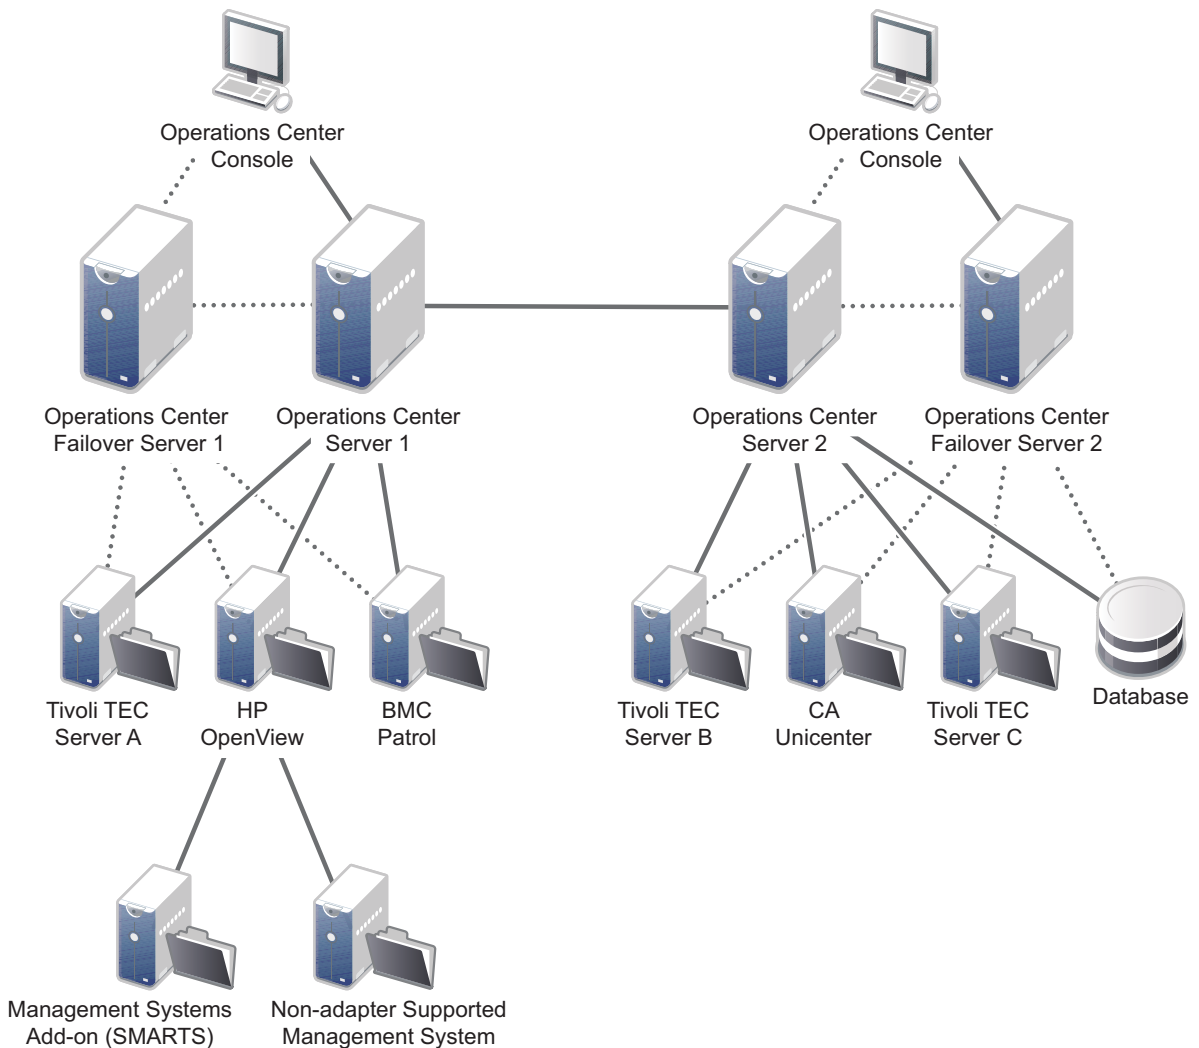 Operations Center
Console
Operations Center
Console
Operations Center
Failover Server 1
Operations Center
Server 1
Operations Center
Server 2
Operations Center
Failover Server 2
Tivoli TEC
Server A
HP
OpenView
BMC
Patrol
Tivoli TEC
Server B
CA
Unicenter
Tivoli TEC
Server C
Database
Management Systems
Add-on (SMARTS)
Non-adapter Supported
Management System